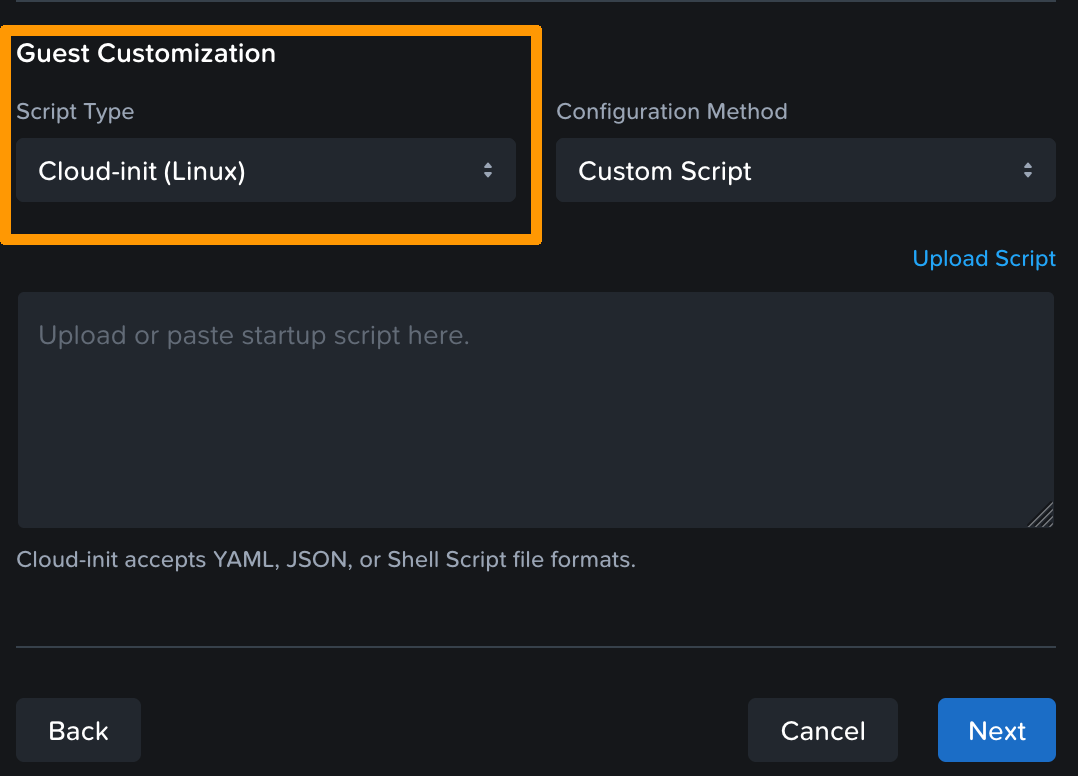 Guest Customization
Script Type
Configuration Method
Cloud-init (Linux)
Custom Script
Upload Script
Upload or paste startup script here.
Cloud-init accepts YAML, JSON, or Shell Script file formats.
Back
Cancel
Next